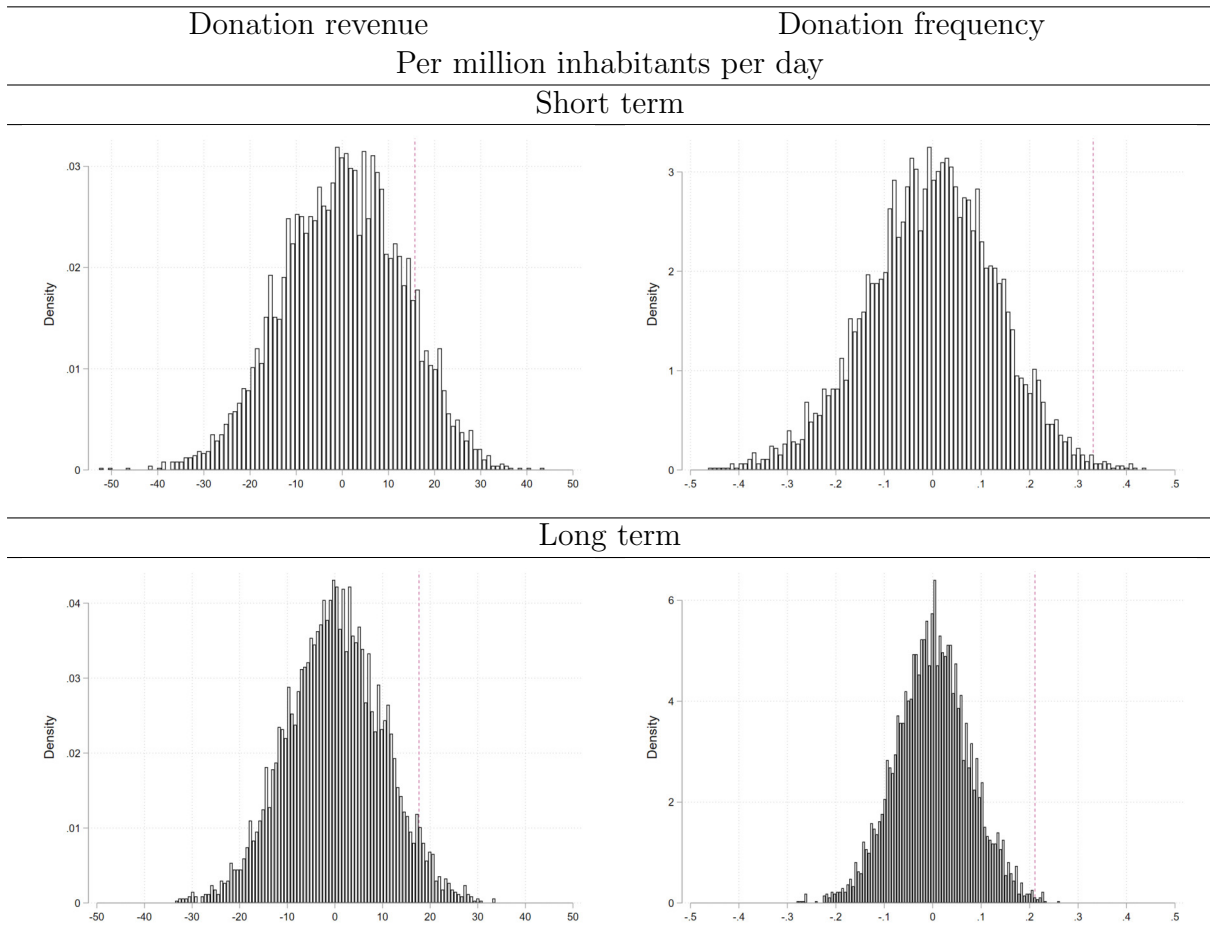 Donation revenue Donation frequency
Per million inhabitants per day
Short term
.03
.02
.01
0
Density
-50 -40 -30 -20 -10 0 10 20 30 40 50
3
2
1
0
Density
-.5 -.4 -.3 -.2 -.1 0 .1 .2 .3 .4 .5
Long term
.04
.03
.02
.01
0
Density
-50 -40 -30 -20 -10 0 10 20 30 40 50
6
4
2
0
Density
-.5 -.4 -.3 -.2 -.1 0 .1 .2 .3 .4 .5